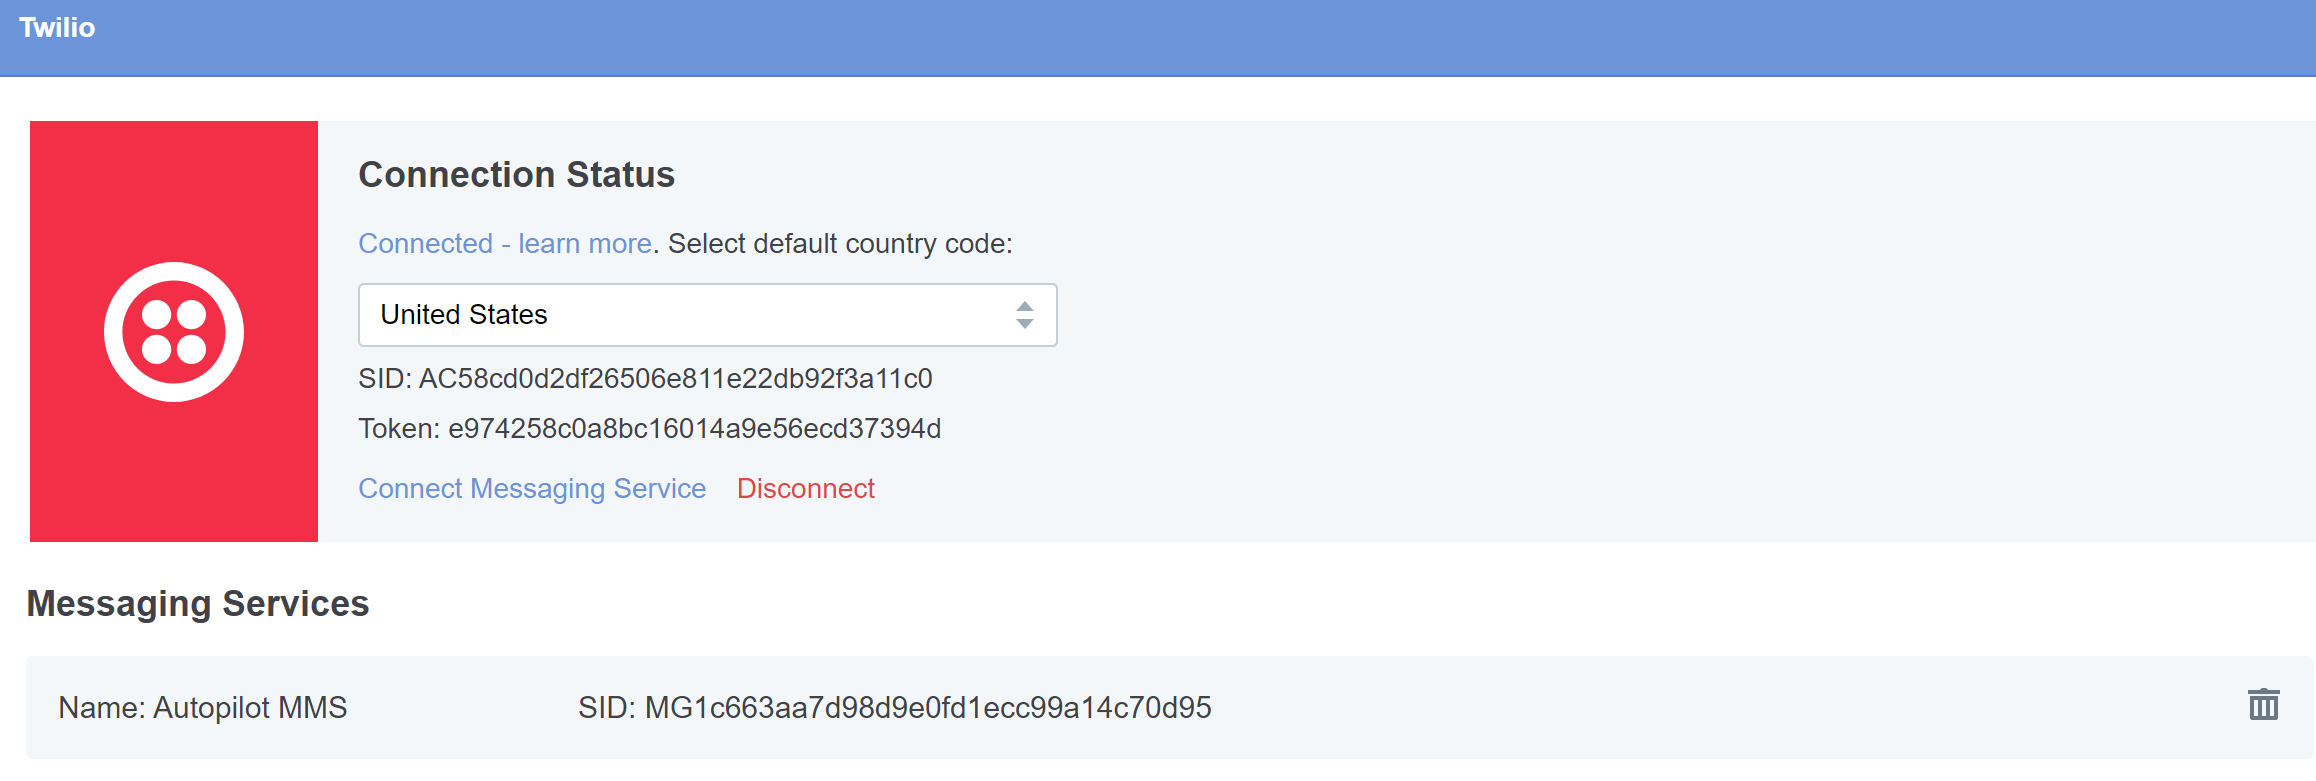 Twilio
Connection Status
Connected - learn more. Select default country code:
United States
SID: AC58cd0d2df26506e811e22db92f3a11c0
Token: e974258c0a8bc16014a9e56ecd37394d
Connect Messaging Service Disconnect
Messaging Services
Name: Autopilot MMS SID: MG1c663aa7d98d9e0fd1ecc99a14c70d95